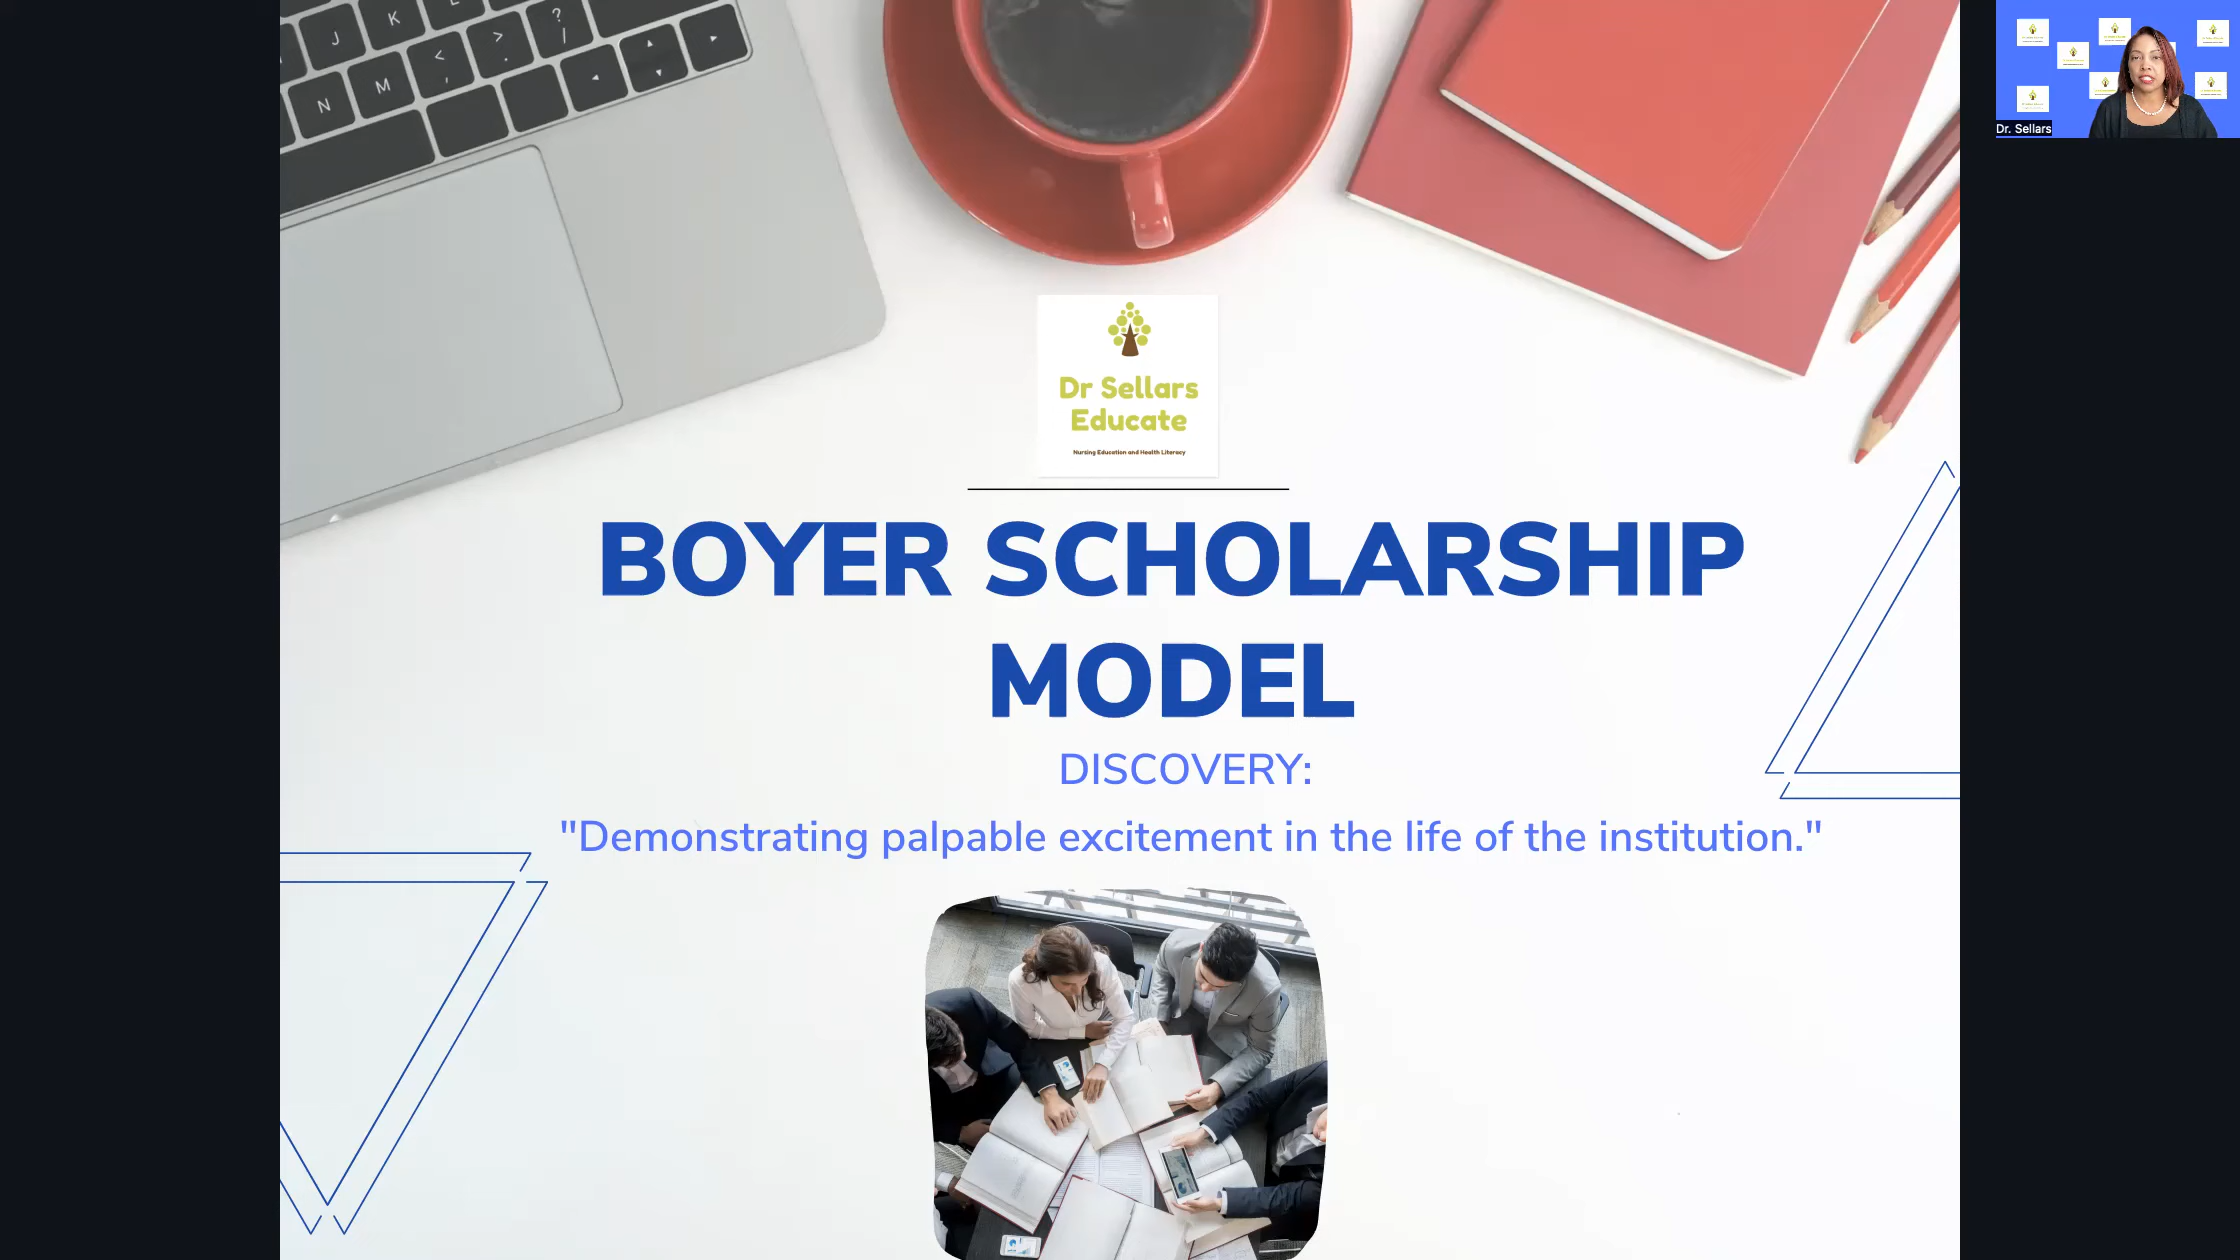 J
K
L
N
M
<
,
>
.
?
/
Dr. Sellars
Dr Sellars
Educate
Nursing Education and Health Literacy
BOYER SCHOLARSHIP
MODEL
DISCOVERY:
"Demonstrating palpable excitement in the life of the institution."